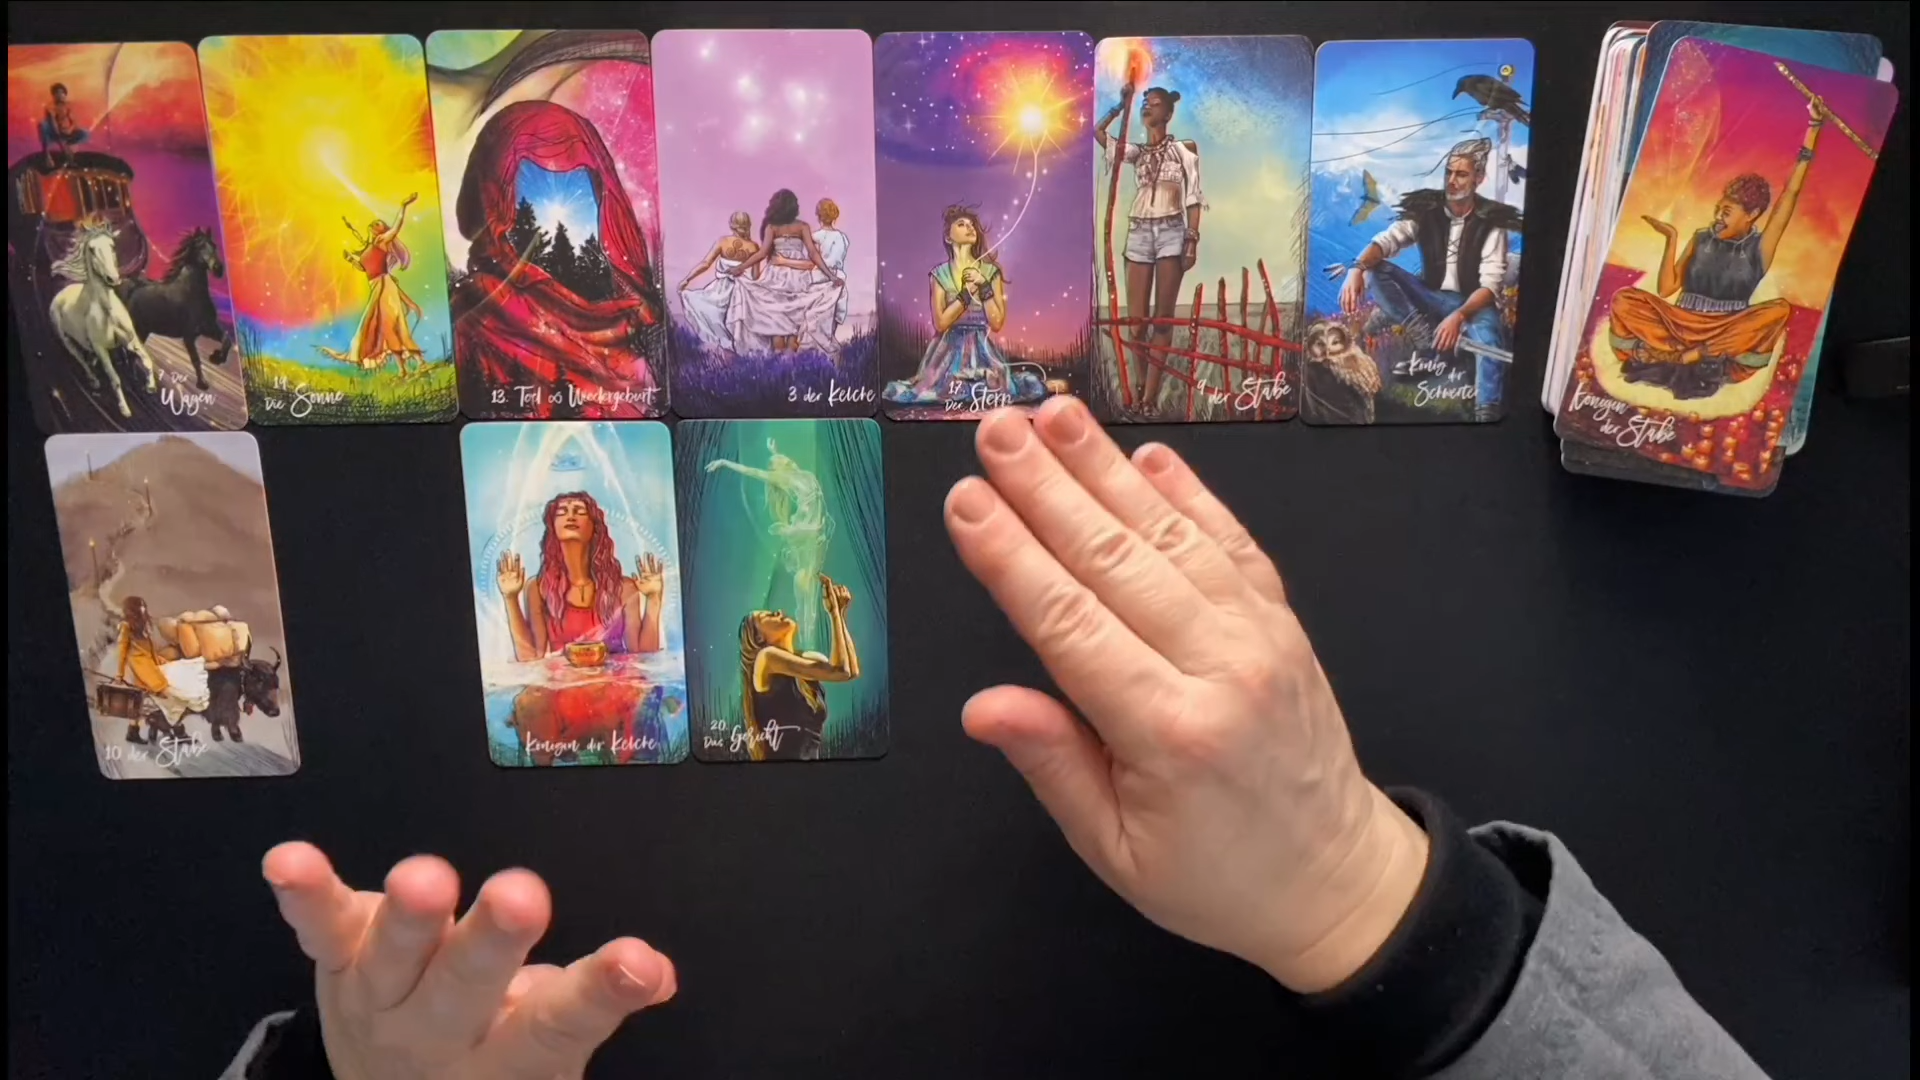 7. Der
Wagen
19.
Die Sonne
13. Tod ∞ Wiedergeburt
3 der Kelche
17.
Der Stern
9 der Stäbe
König
der
Schwerter
Königin
der Stäbe
10 der Stäbe
Königin der Kelche
20.
Das Gericht